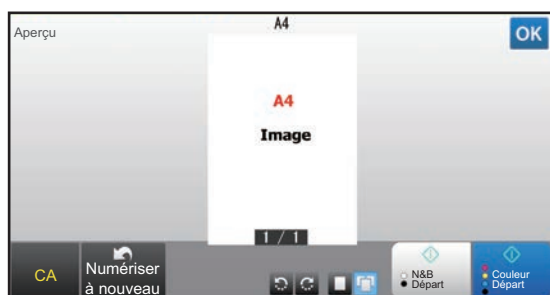 A4
Aperçu
OK
A4
Image
1 / 1
CA
Numériser
à nouveau
N&B
Départ
Couleur
Départ